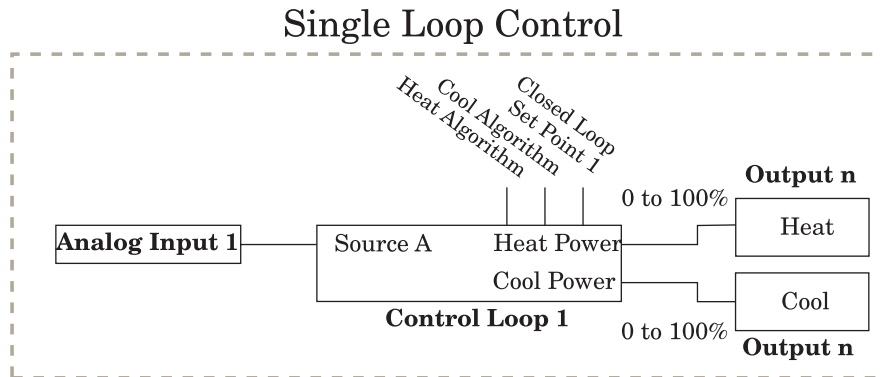 Single Loop Control
Heat Algorithm
Cool Algorithm
Closed Loop
Set Point 1
0 to 100%
Output n
Analog Input 1
Source A
Heat Power
Heat
Cool Power
Cool
Control Loop 1
0 to 100%
Output n